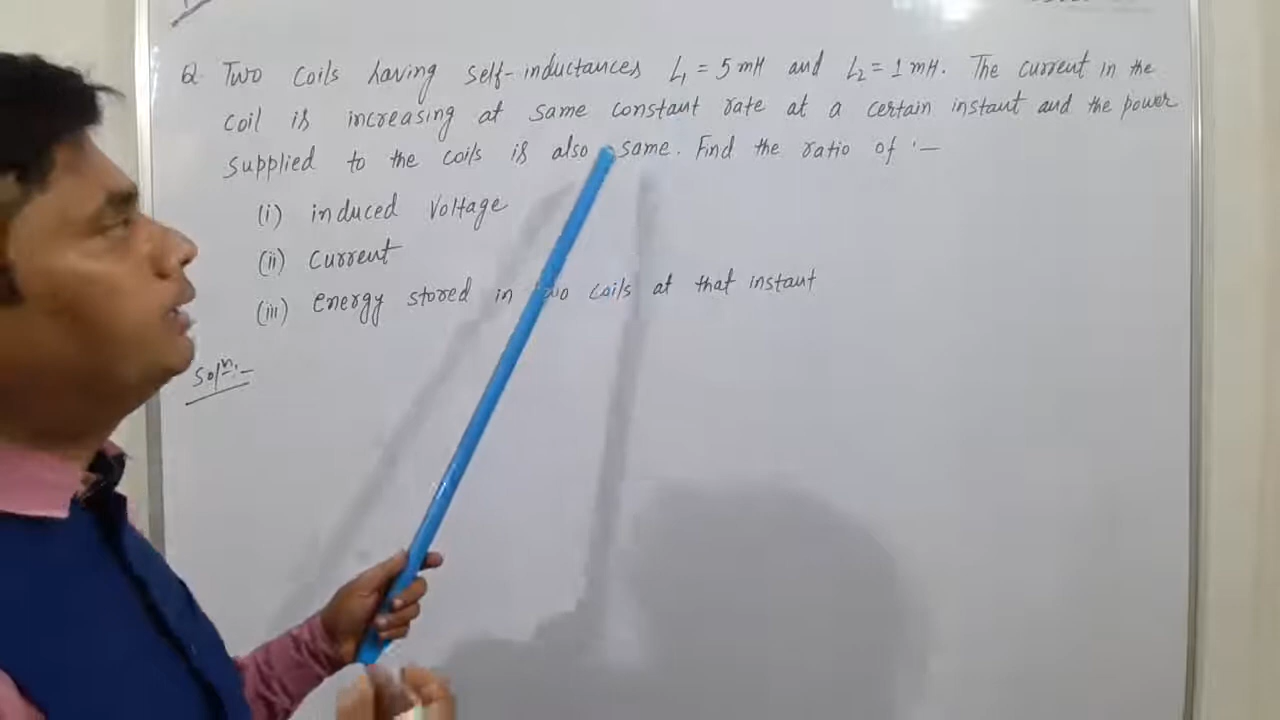 Q. Two coils having self-inductances L₁ = 5 mH and L₂ = 1 mH. The current in the
coil is increasing at same constant rate at a certain instant and the power
supplied to the coils is also same. Find the ratio of :-
(i) induced voltage
(ii) current
(iii) energy stored in two coils at that instant
Solⁿ:-